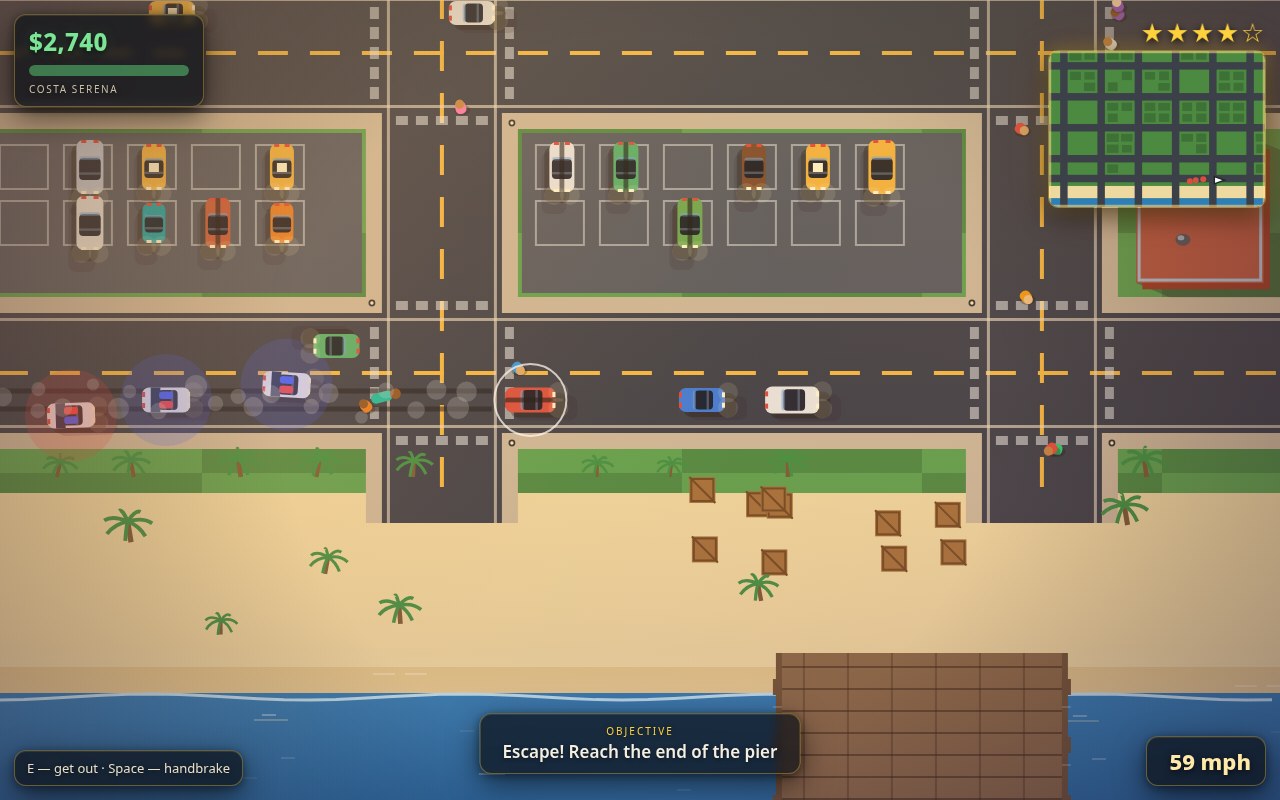 $2,740
COSTA SERENA
★★★★☆
OBJECTIVE
Escape! Reach the end of the pier
E — get out · Space — handbrake
59 mph